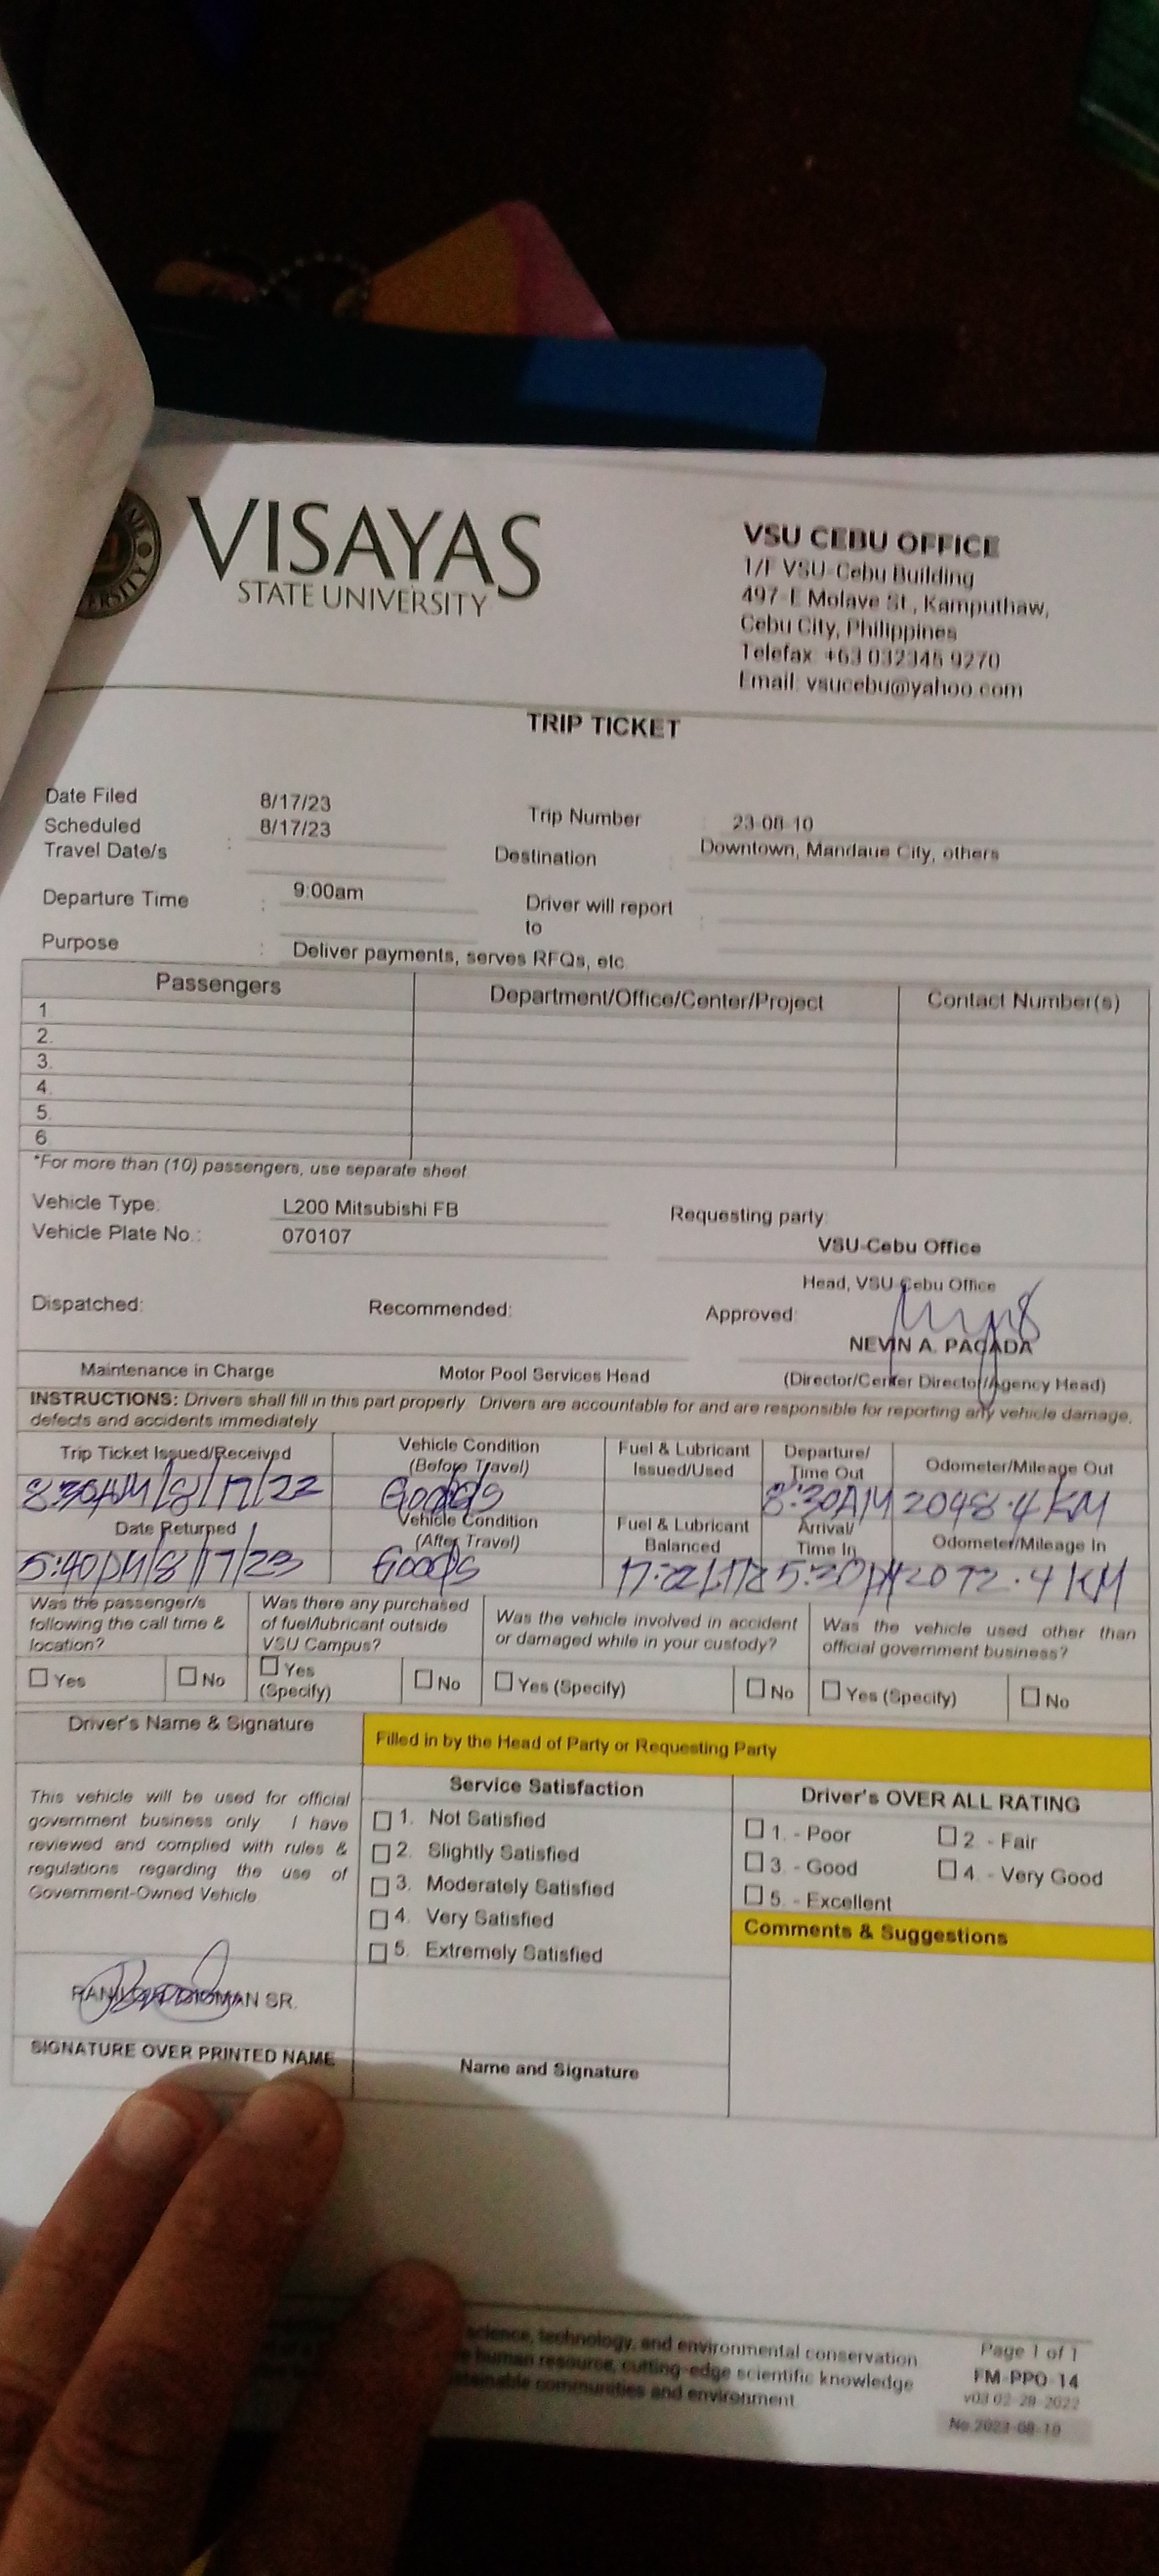 VISAYAS
STATE UNIVERSITY
VSU CEBU OFFICE
1/F VSU-Cebu Building
497-E Molave St., Kamputhaw,
Cebu City, Philippines
Telefax: +63 032345 9270
Email: vsucebu@yahoo.com
TRIP TICKET
Date Filed 8/17/23
Scheduled Travel Date/s : 8/17/23
Trip Number : 23-08-10
Destination : Downtown, Mandaue City, others
Departure Time : 9:00am
Driver will report to :
Purpose : Deliver payments, serves RFQs, etc
Passengers Department/Office/Center/Project Contact Number(s)
1
2.
3.
4.
5.
6
*For more than (10) passengers, use separate sheet.
Vehicle Type: L200 Mitsubishi FB
Vehicle Plate No.: 070107
Requesting party:
VSU-Cebu Office
Head, VSU-Cebu Office
Dispatched: Recommended: Approved:
NEVIN A. PAGADA
Maintenance in Charge Motor Pool Services Head (Director/Center Director/Agency Head)
INSTRUCTIONS: Drivers shall fill in this part properly. Drivers are accountable for and are responsible for reporting any vehicle damage,
defects and accidents immediately
Trip Ticket Issued/Received Vehicle Condition (Before Travel) Fuel & Lubricant Issued/Used Departure/ Time Out Odometer/Mileage Out
8:30AM/8/17/23 Goods 8:30AM 2048.4 KM
Date Returned Vehicle Condition (After Travel) Fuel & Lubricant Balanced Arrival/ Time In Odometer/Mileage In
5:40PM/8/17/23 Goods 5:30PM 2072.4 KM
Was the passenger/s following the call time & location?
Was there any purchased of fuel/lubricant outside VSU Campus?
Was the vehicle involved in accident or damaged while in your custody?
Was the vehicle used other than official government business?
Yes No Yes (Specify) No Yes (Specify) No Yes (Specify) No
Driver's Name & Signature
Filled in by the Head of Party or Requesting Party
This vehicle will be used for official
government business only I have
reviewed and complied with rules &
regulations regarding the use of
Government-Owned Vehicle
Service Satisfaction
1. Not Satisfied
2. Slightly Satisfied
3. Moderately Satisfied
4. Very Satisfied
5. Extremely Satisfied
Driver's OVER ALL RATING
1. - Poor 2 - Fair
3. - Good 4. - Very Good
5. - Excellent
Comments & Suggestions
SR.
SIGNATURE OVER PRINTED NAME
Name and Signature
science, technology, and environmental conservation
human resource, cutting-edge scientific knowledge
communities and environment.
Page 1 of 1
FM-PPO-14
v03 02-28-2022
No.2023-08-10